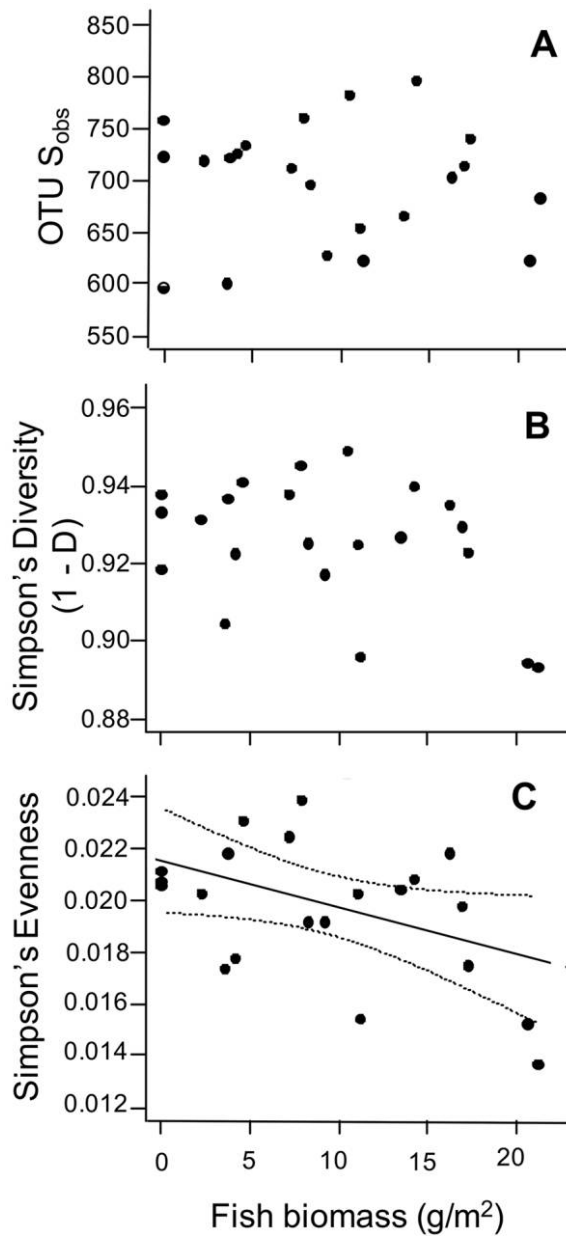 A
OTU Sobs
850
800
750
700
650
600
550
B
Simpson's Diversity
(1 - D)
0.96
0.94
0.92
0.90
0.88
C
Simpson's Evenness
0.024
0.022
0.020
0.018
0.016
0.014
0.012
0 5 10 15 20
Fish biomass (g/m²)